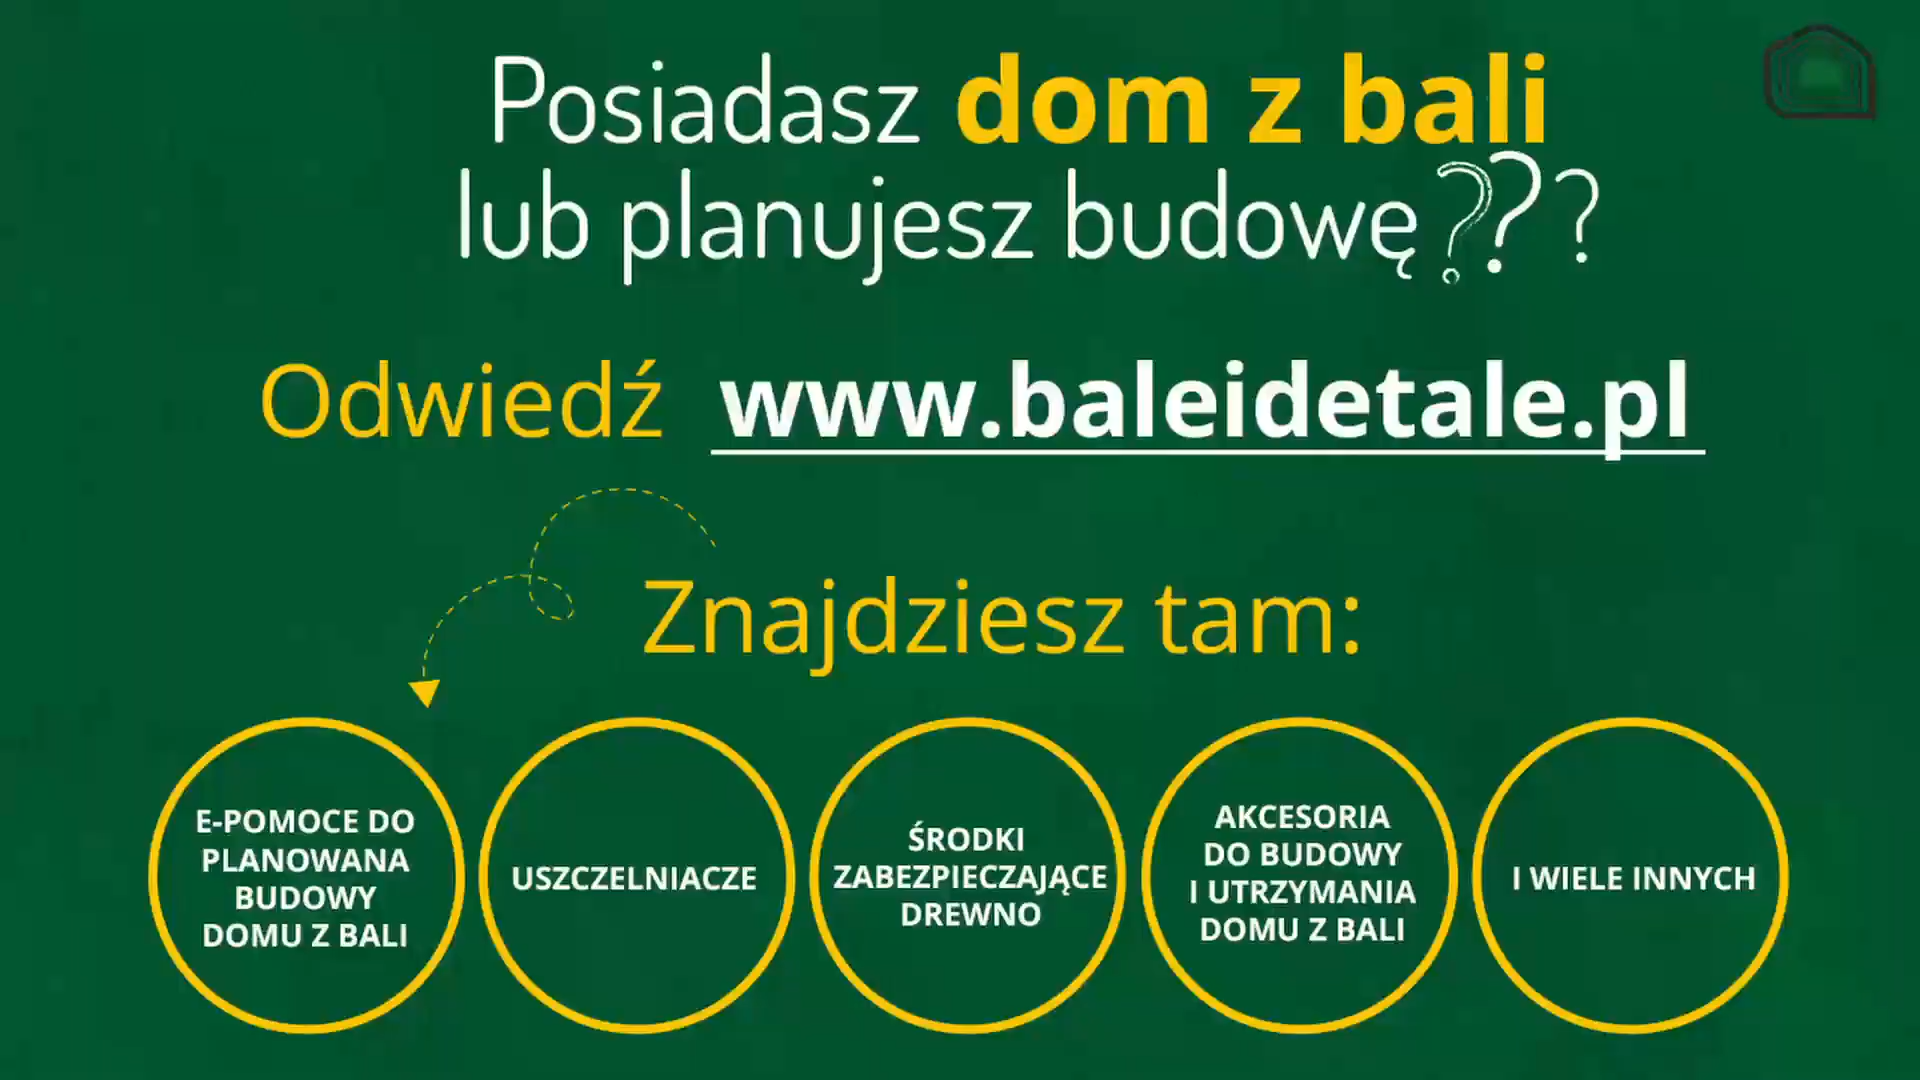 Posiadasz dom z bali
lub planujesz budowę???
Odwiedź www.baleidetale.pl
Znajdziesz tam:
E-POMOCE DO
PLANOWANA
BUDOWY
DOMU Z BALI
USZCZELNIACZE
ŚRODKI
ZABEZPIECZAJĄCE
DREWNO
AKCESORIA
DO BUDOWY
I UTRZYMANIA
DOMU Z BALI
I WIELE INNYCH